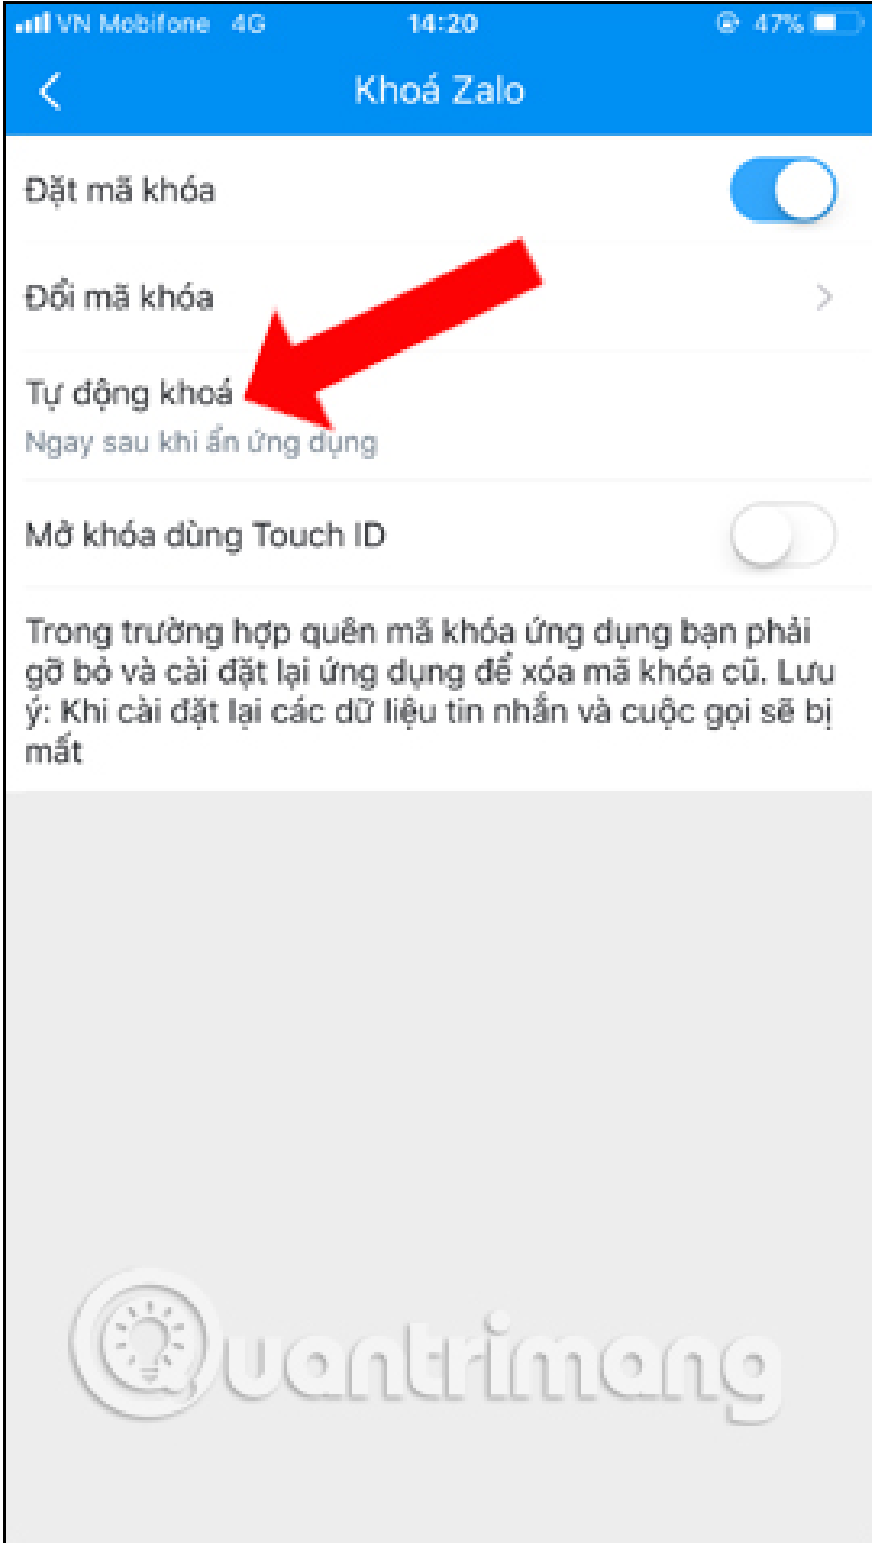 VN Mobifone 4G 14:20 47%
Khoá Zalo
Đặt mã khóa
Đổi mã khóa
Tự động khoá
Ngay sau khi ẩn ứng dụng
Mở khóa dùng Touch ID
Trong trường hợp quên mã khóa ứng dụng bạn phải
gỡ bỏ và cài đặt lại ứng dụng để xóa mã khóa cũ. Lưu
ý: Khi cài đặt lại các dữ liệu tin nhắn và cuộc gọi sẽ bị
mất
Quantrimang